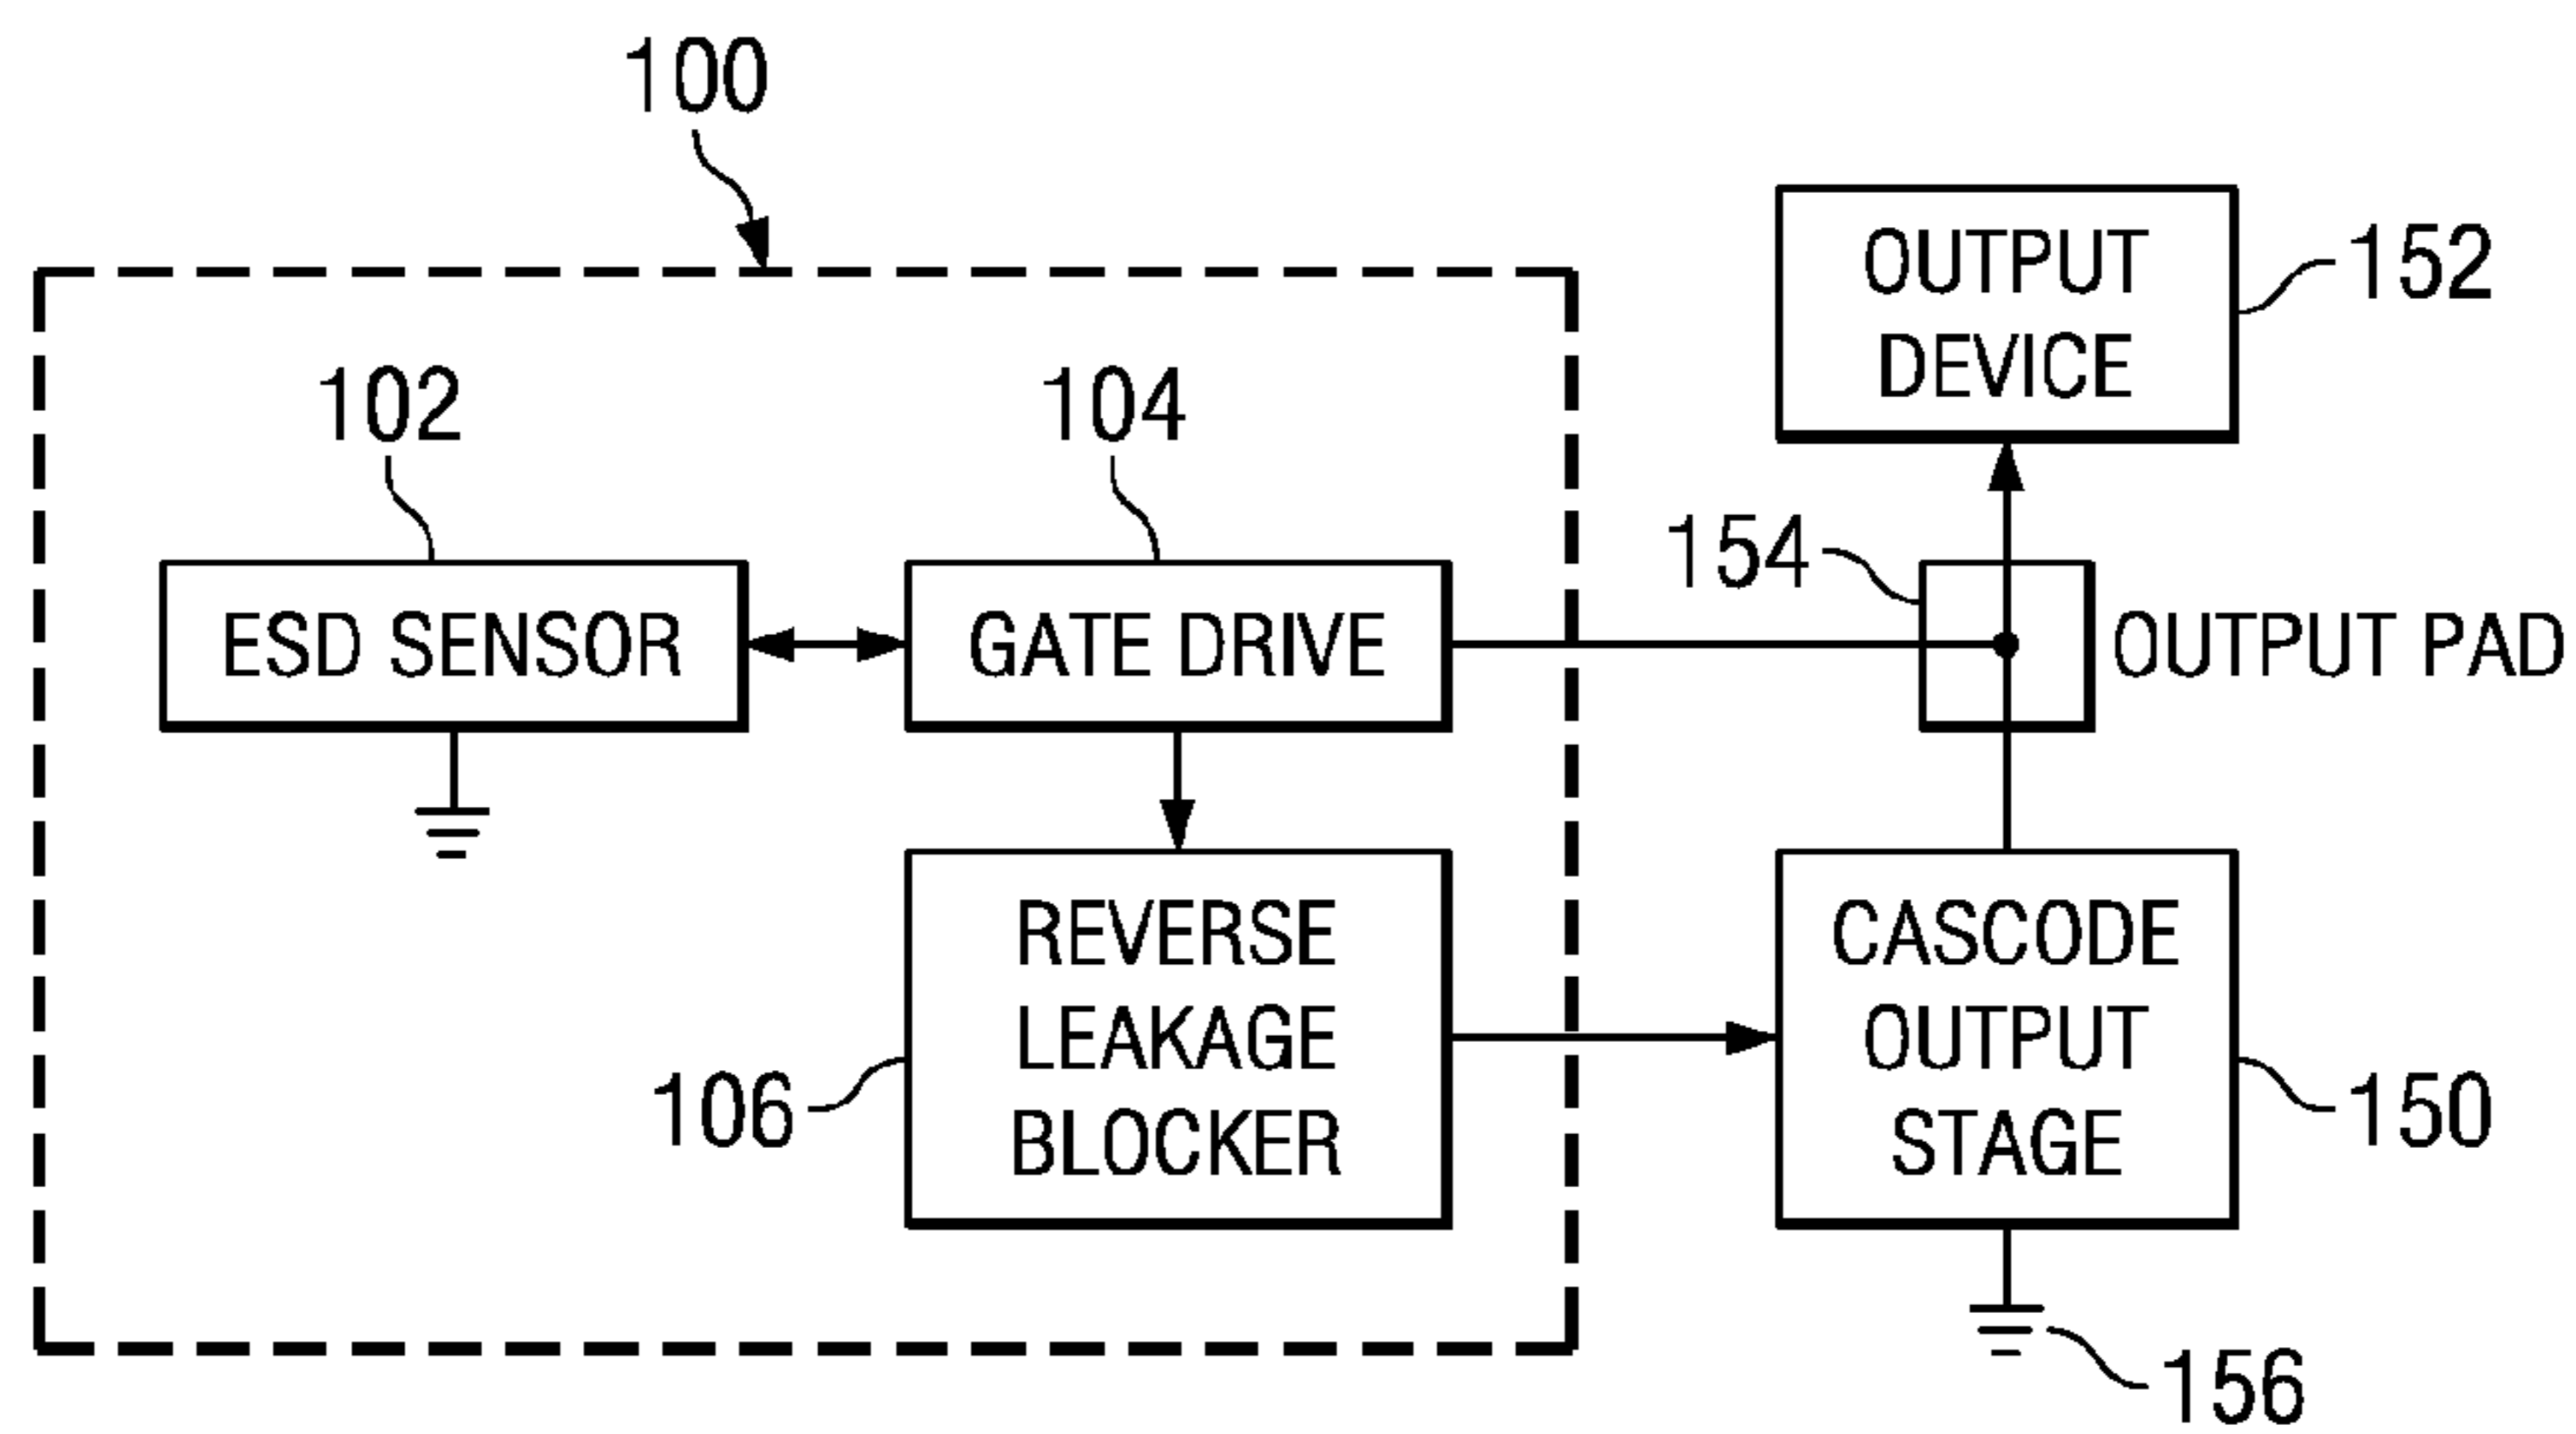 100
OUTPUT
DEVICE
152
102
104
154
ESD SENSOR
GATE DRIVE
OUTPUT PAD
REVERSE
LEAKAGE
BLOCKER
106
CASCODE
OUTPUT
STAGE
150
156